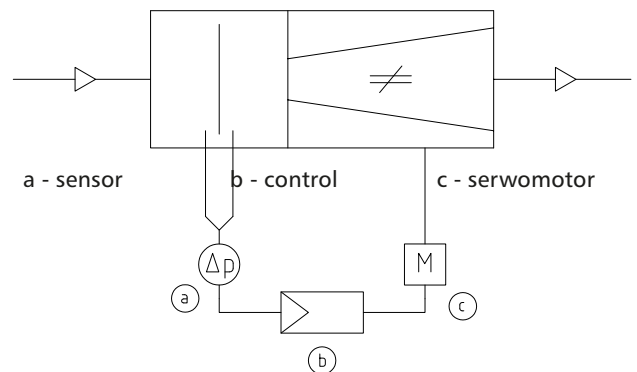 a - sensor b - control c - serwomotor
Δp M
a
c
b